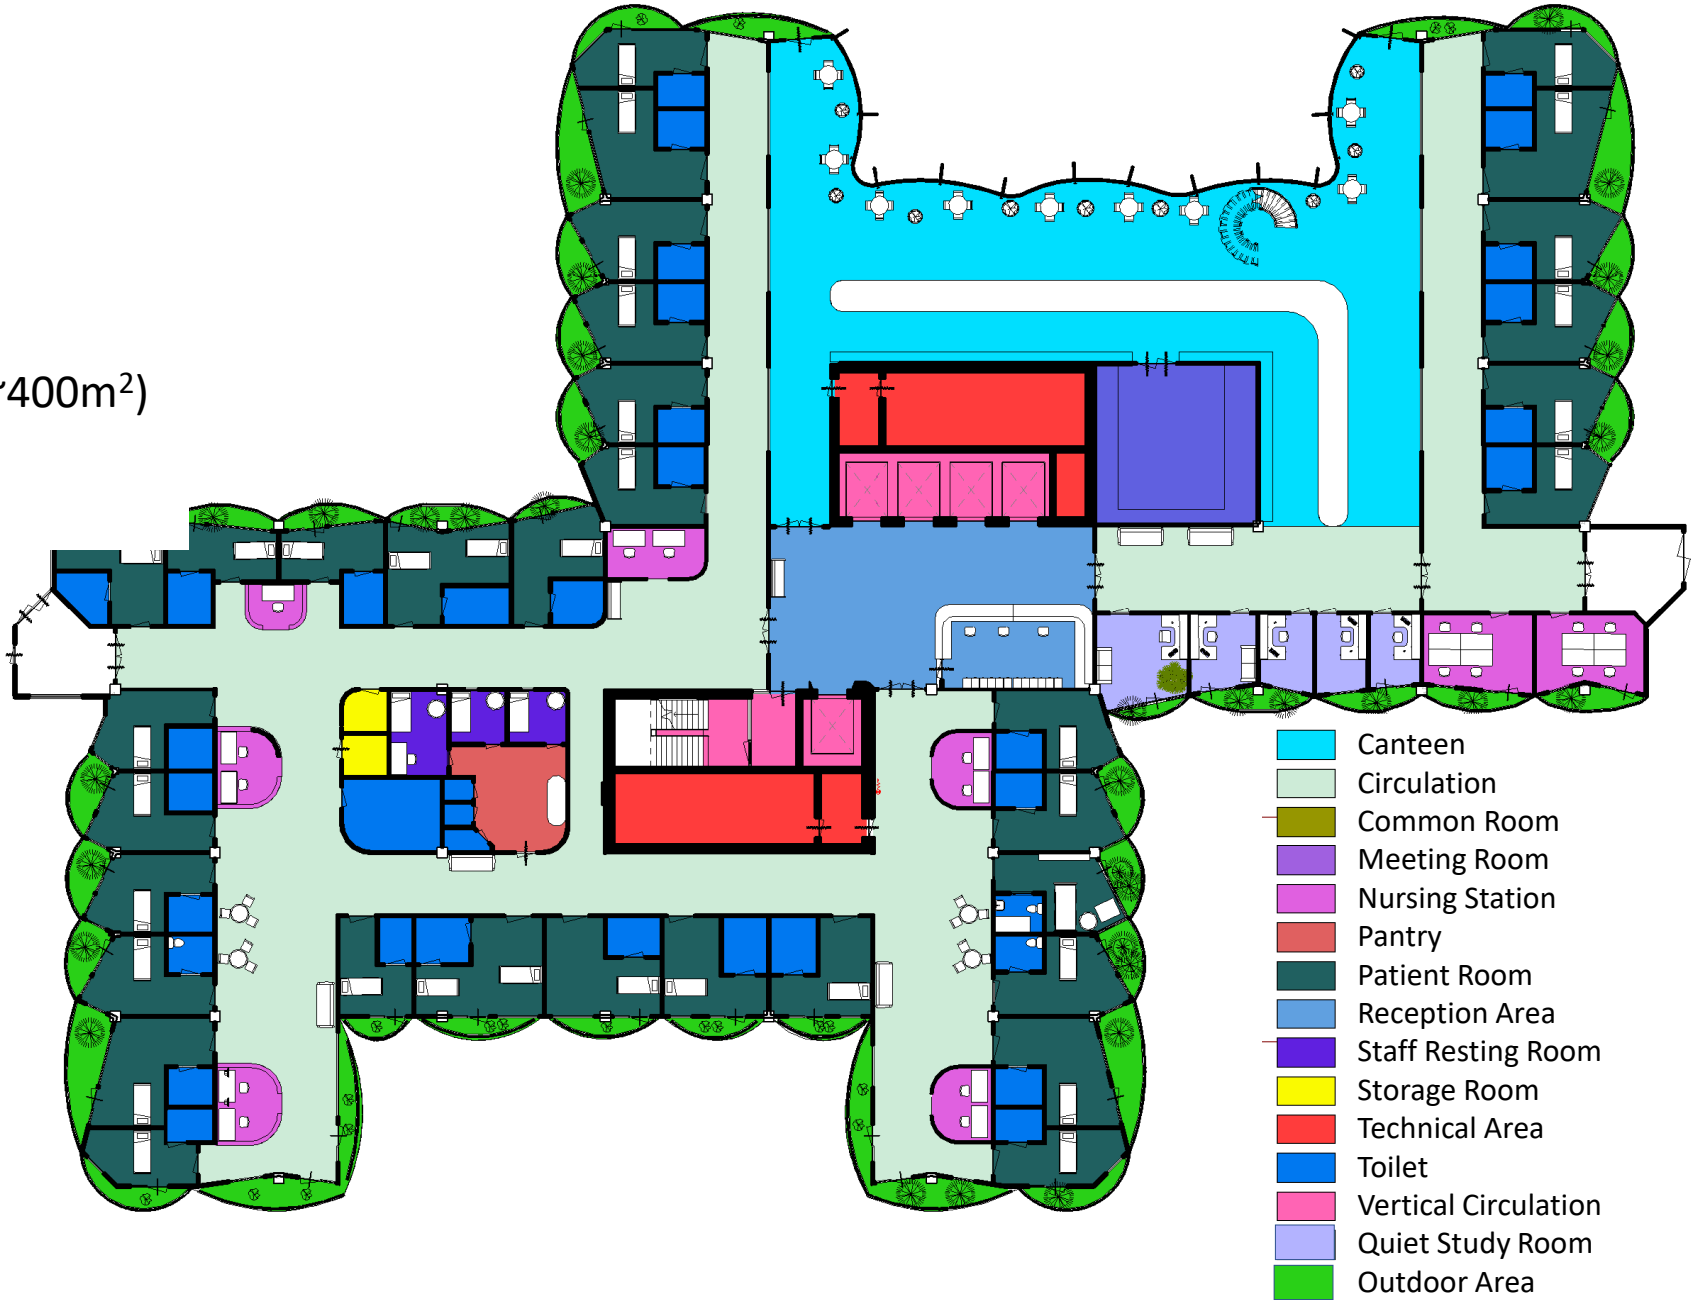 400m²)
Canteen
Circulation
Common Room
Meeting Room
Nursing Station
Pantry
Patient Room
Reception Area
Staff Resting Room
Storage Room
Technical Area
Toilet
Vertical Circulation
Quiet Study Room
Outdoor Area